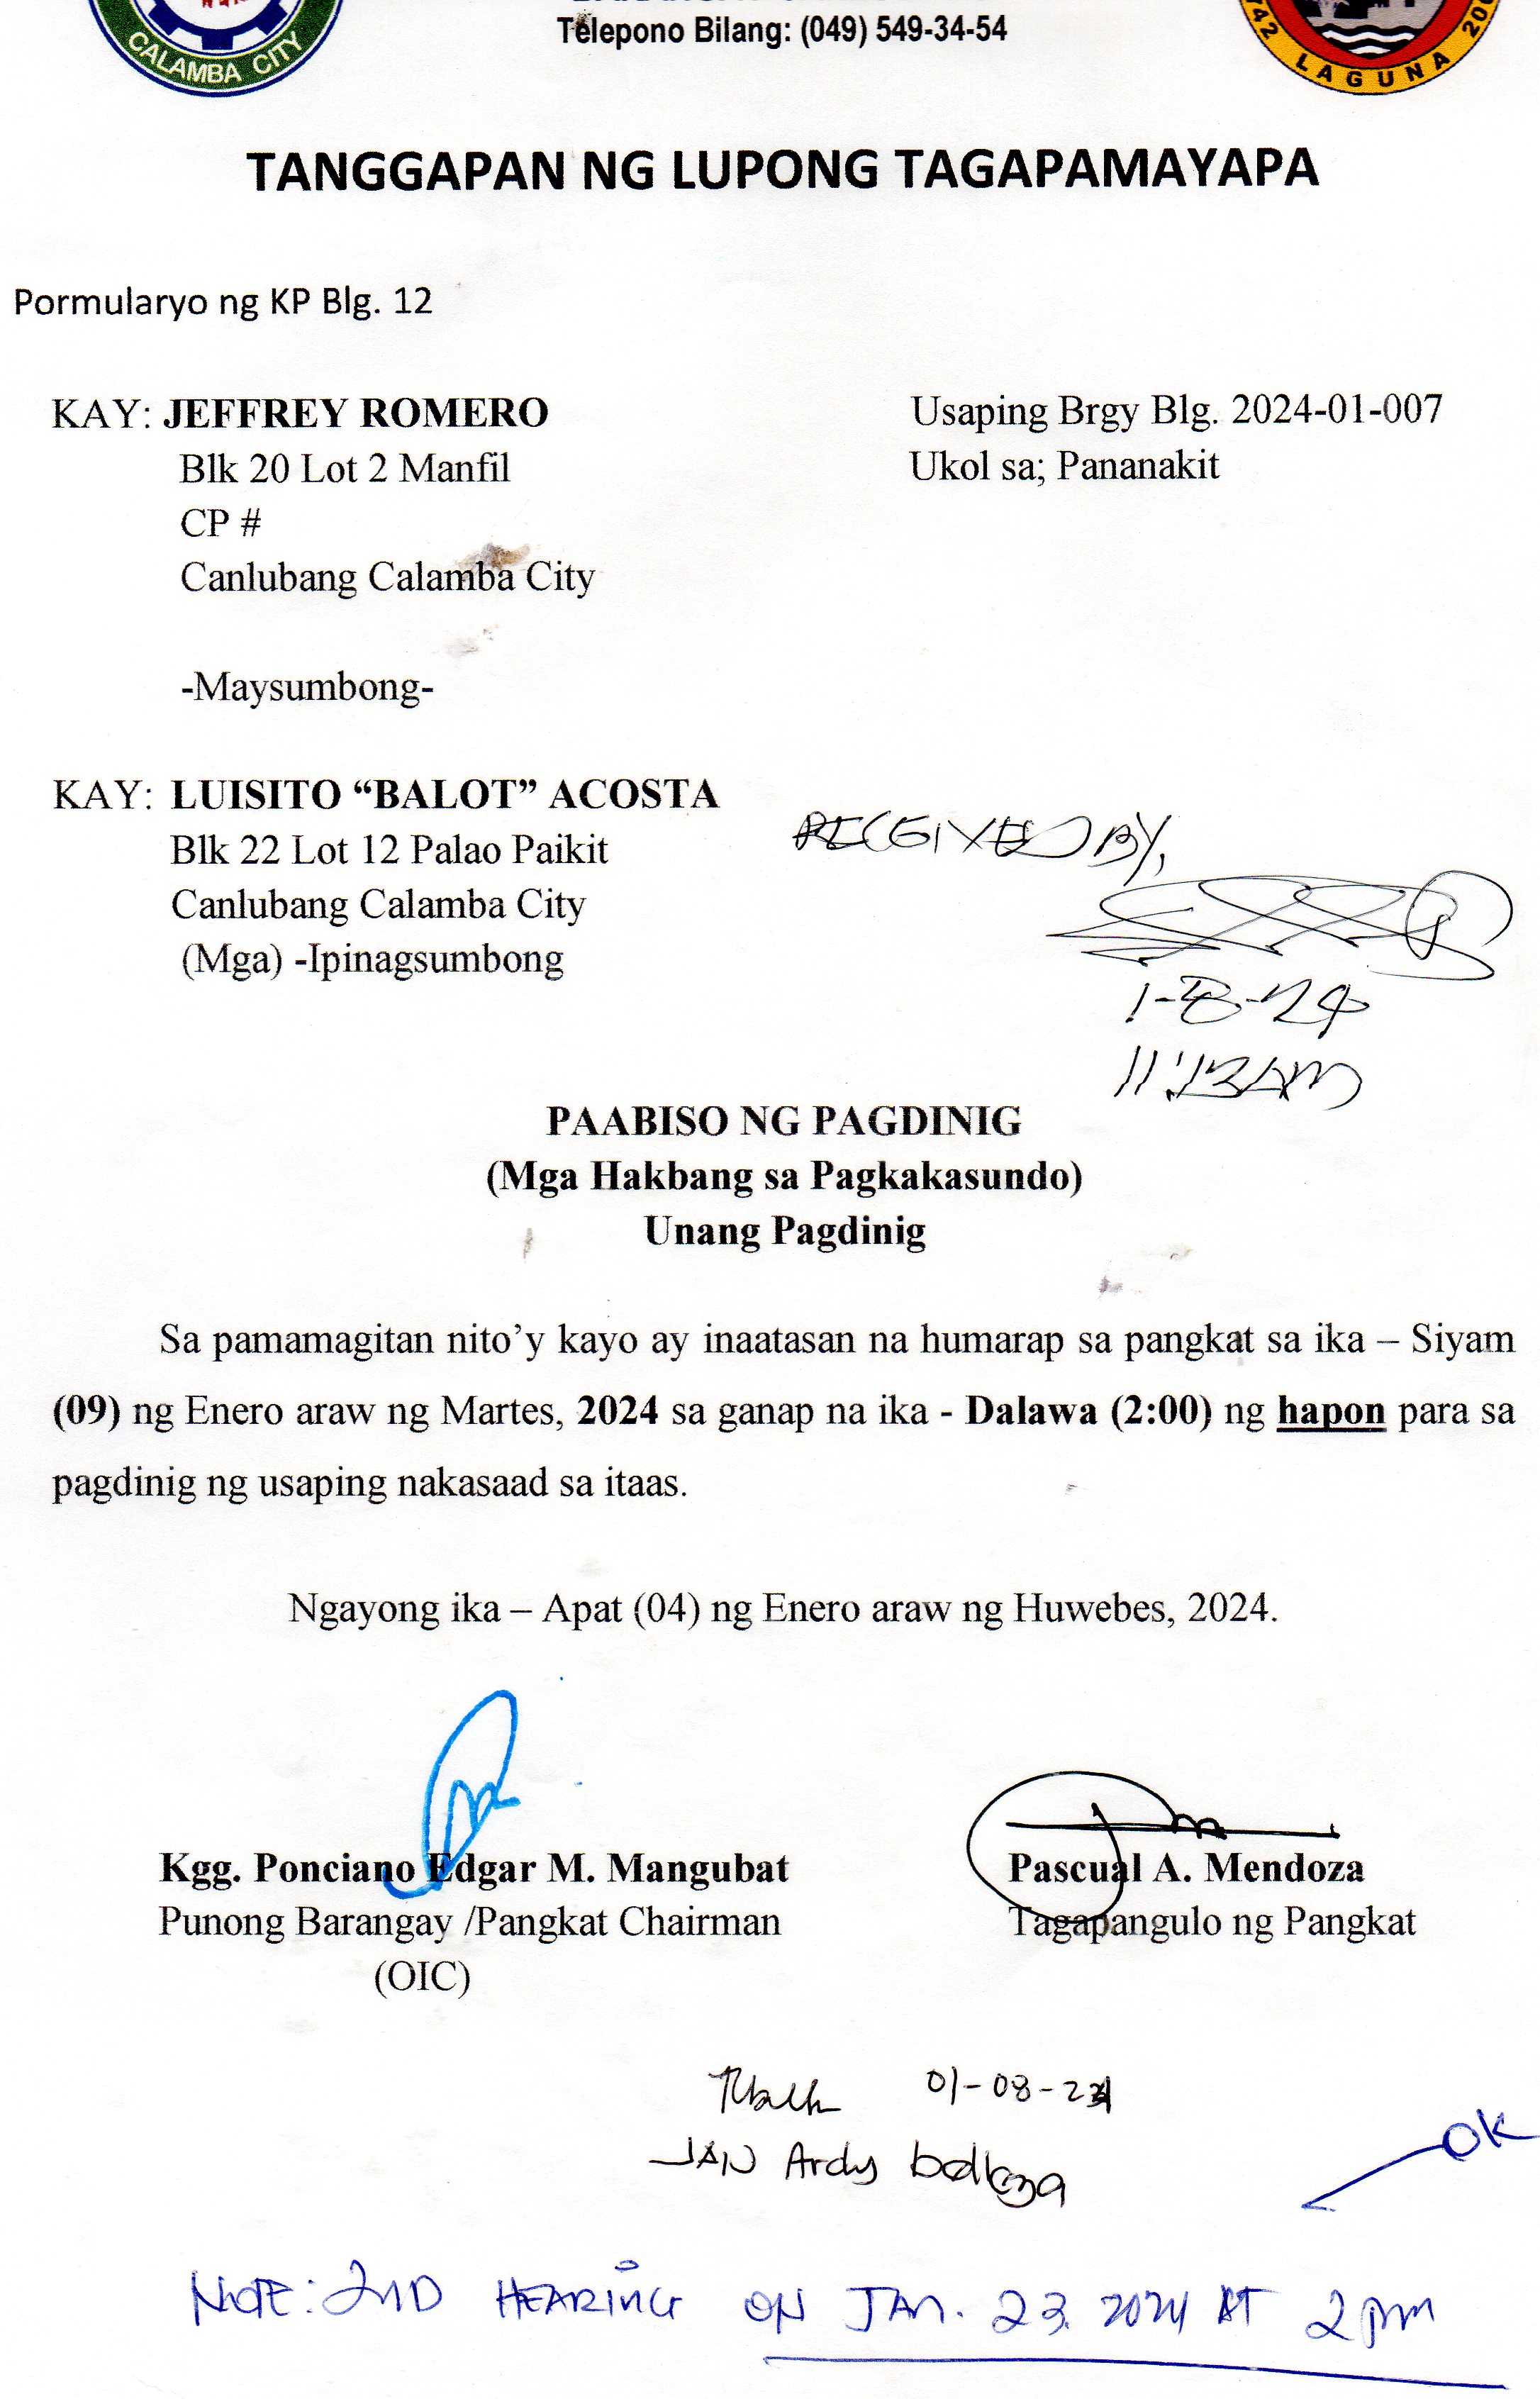 CALAMBA CITY
Telepono Bilang: (049) 549-34-54
LAGUNA
TANGGAPAN NG LUPONG TAGAPAMAYAPA
Pormularyo ng KP Blg. 12
KAY: JEFFREY ROMERO
Usaping Brgy Blg. 2024-01-007
Blk 20 Lot 2 Manfil
Ukol sa; Pananakit
CP #
Canlubang Calamba City
-Maysumbong-
KAY: LUISITO “BALOT” ACOSTA
RECEIVED BY,
Blk 22 Lot 12 Palao Paikit
Canlubang Calamba City
(Mga) -Ipinagsumbong
1-8-24
PAABISO NG PAGDINIG
(Mga Hakbang sa Pagkakasundo)
Unang Pagdinig
Sa pamamagitan nito’y kayo ay inaatasan na humarap sa pangkat sa ika – Siyam
(09) ng Enero araw ng Martes, 2024 sa ganap na ika - Dalawa (2:00) ng hapon para sa
pagdinig ng usaping nakasaad sa itaas.
Ngayong ika – Apat (04) ng Enero araw ng Huwebes, 2024.
Kgg. Ponciano Edgar M. Mangubat
Pascual A. Mendoza
Punong Barangay /Pangkat Chairman
Tagapangulo ng Pangkat
(OIC)
01-08-24
JAN Ardy
OK
NOTE: 2ND HEARING ON JAN. 23. 2024 AT 2pm